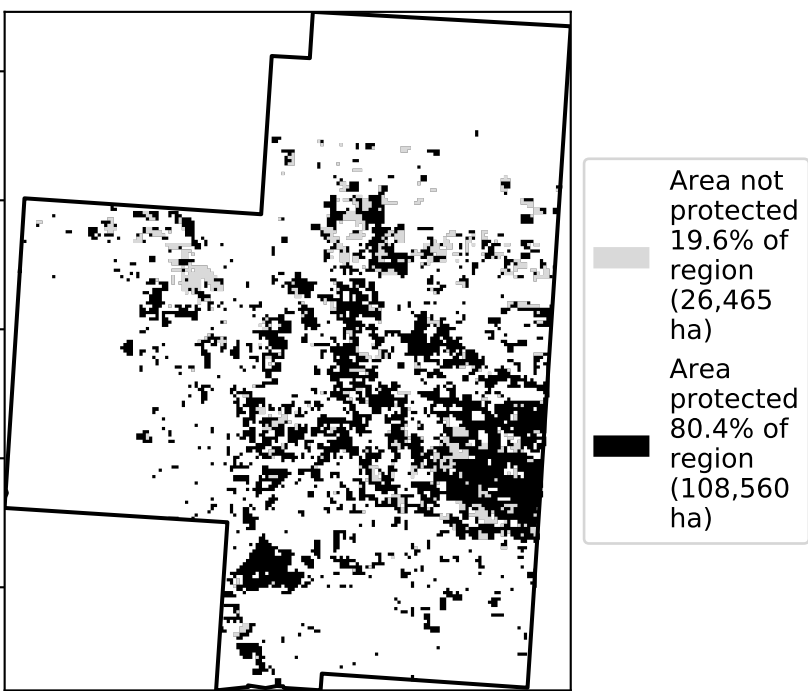 Area not
protected
19.6% of
region
(26,465
ha)
Area
protected
80.4% of
region
(108,560
ha)